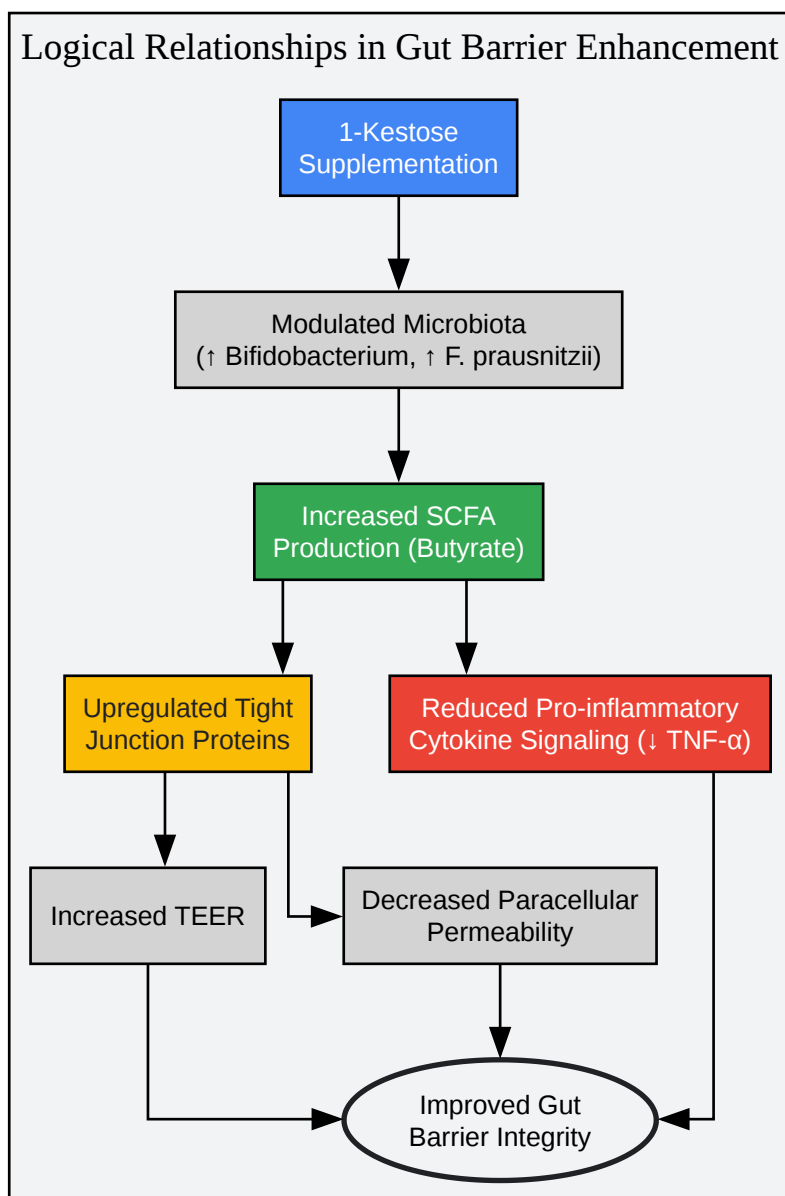 Logical Relationships in Gut Barrier Enhancement
1-Kestose
Supplementation
Modulated Microbiota
(↑ Bifidobacterium, ↑ F. prausnitzii)
Increased SCFA
Production (Butyrate)
Upregulated Tight
Junction Proteins
Reduced Pro-inflammatory
Cytokine Signaling (↓ TNF-α)
Increased TEER
Decreased Paracellular
Permeability
Improved Gut
Barrier Integrity